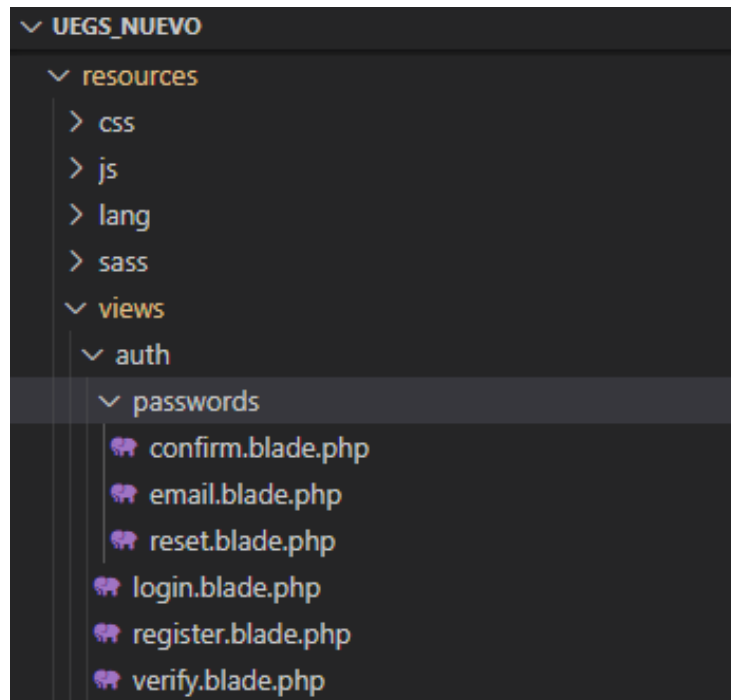 UEGS_NUEVO
resources
css
js
lang
sass
views
auth
passwords
confirm.blade.php
email.blade.php
reset.blade.php
login.blade.php
register.blade.php
verify.blade.php